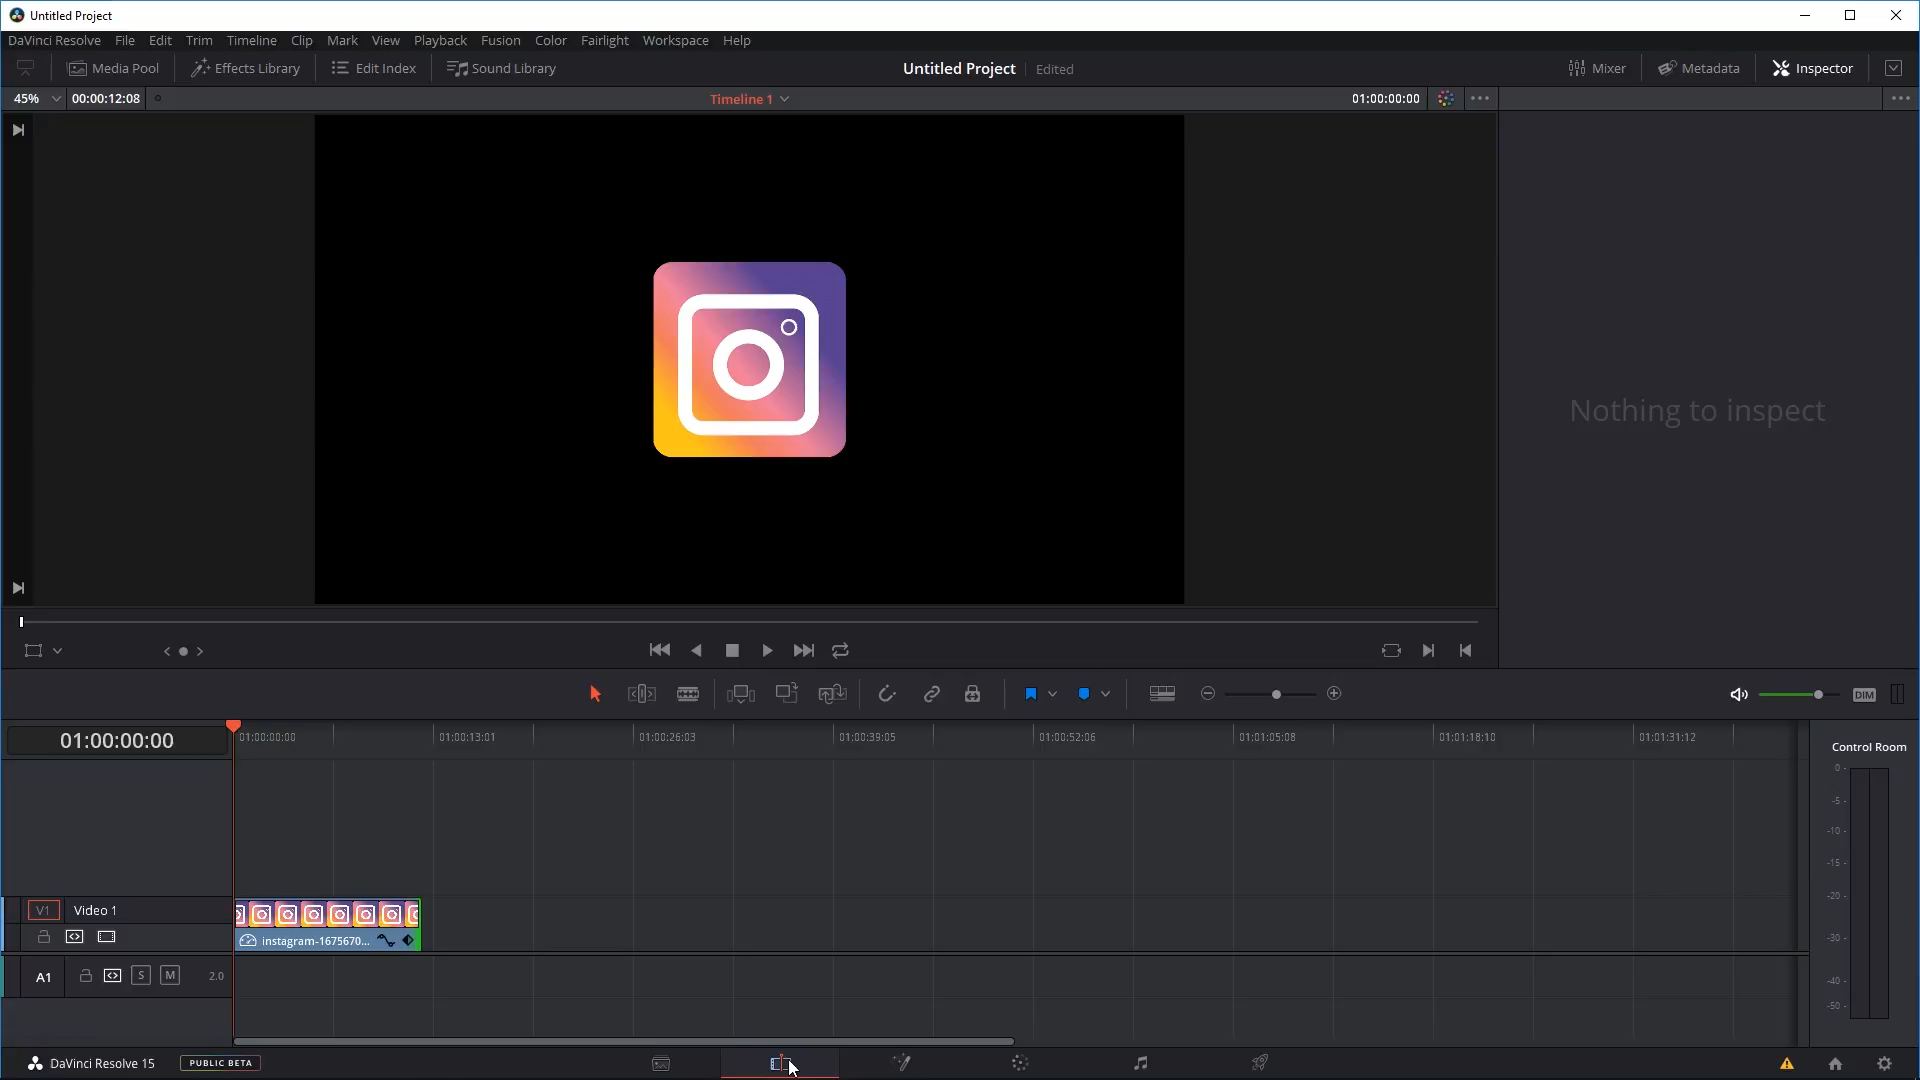 Untitled Project
DaVinci Resolve File Edit Trim Timeline Clip Mark View Playback Fusion Color Fairlight Workspace Help
Media Pool Effects Library Edit Index Sound Library Untitled Project Edited Mixer Metadata Inspector
45% 00:00:12:08 Timeline 1 01:00:00:00
Nothing to inspect
DIM
01:00:00:00 01:00:00:00 01:00:13:01 01:00:26:03 01:00:39:05 01:00:52:06 01:01:05:08 01:01:18:10 01:01:31:12
Control Room
0
-5
-10
-15
-20
-30
-40
-50
V1 Video 1
instagram-1675670...
A1 S M 2.0
DaVinci Resolve 15 PUBLIC BETA